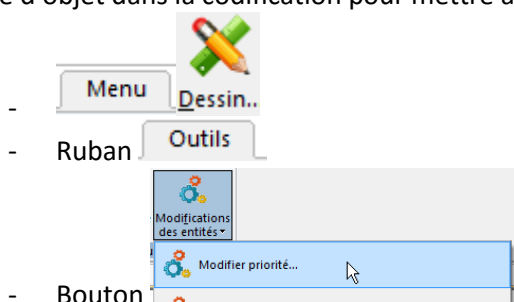 e d'objet dans la codification pour mettre à
- Menu Dessin..
- Ruban Outils
Modifications
des entités
Modifier priorité...
- Bouton